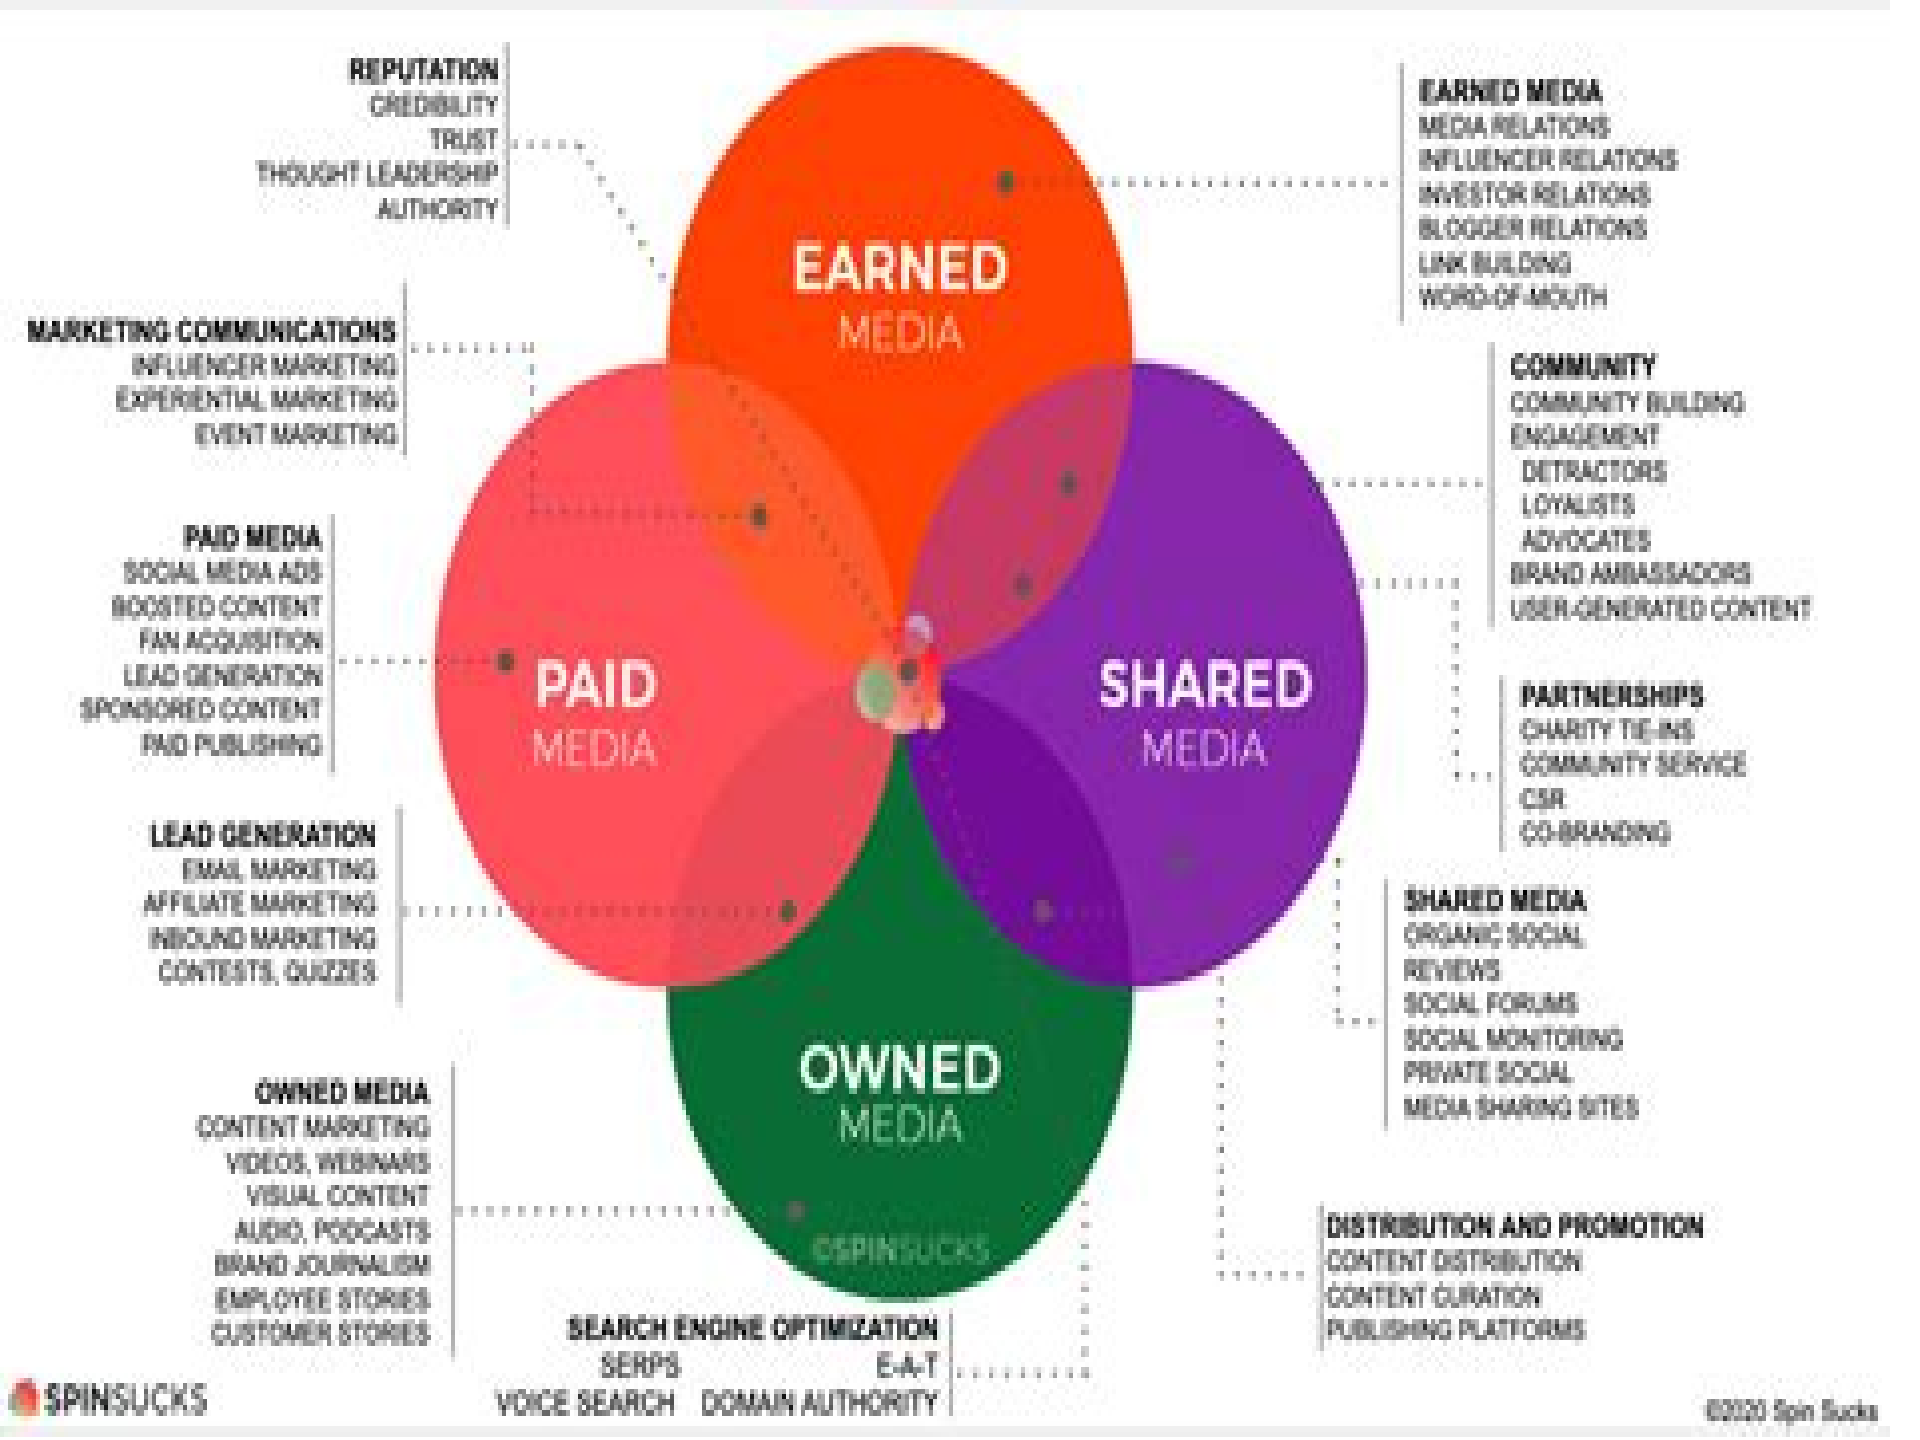 REPUTATION
CREDIBILITY
TRUST
THOUGHT LEADERSHIP
AUTHORITY
MARKETING COMMUNICATIONS
INFLUENCER MARKETING
EXPERIENTIAL MARKETING
EVENT MARKETING
PAID MEDIA
SOCIAL MEDIA ADS
BOOSTED CONTENT
FAN ACQUISITION
LEAD GENERATION
SPONSORED CONTENT
PAID PUBLISHING
LEAD GENERATION
EMAIL MARKETING
AFFILIATE MARKETING
INBOUND MARKETING
CONTESTS, QUIZZES
OWNED MEDIA
CONTENT MARKETING
VIDEOS, WEBINARS
VISUAL CONTENT
AUDIO, PODCASTS
BRAND JOURNALISM
EMPLOYEE STORIES
CUSTOMER STORIES
EARNED
MEDIA
PAID
MEDIA
SHARED
MEDIA
OWNED
MEDIA
©SPINSUCKS
SEARCH ENGINE OPTIMIZATION
SERPS E-A-T
VOICE SEARCH DOMAIN AUTHORITY
EARNED MEDIA
MEDIA RELATIONS
INFLUENCER RELATIONS
INVESTOR RELATIONS
BLOGGER RELATIONS
LINK BUILDING
WORD-OF-MOUTH
COMMUNITY
COMMUNITY BUILDING
ENGAGEMENT
DETRACTORS
LOYALISTS
ADVOCATES
BRAND AMBASSADORS
USER-GENERATED CONTENT
PARTNERSHIPS
CHARITY TIE-INS
COMMUNITY SERVICE
CSR
CO-BRANDING
SHARED MEDIA
ORGANIC SOCIAL
REVIEWS
SOCIAL FORUMS
SOCIAL MONITORING
PRIVATE SOCIAL
MEDIA SHARING SITES
DISTRIBUTION AND PROMOTION
CONTENT DISTRIBUTION
CONTENT CURATION
PUBLISHING PLATFORMS
SPINSUCKS
©2020 Spin Sucks